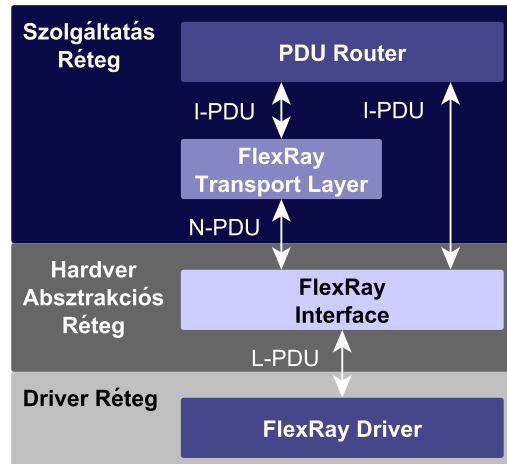 Szolgáltatás
Réteg
PDU Router
I-PDU
I-PDU
FlexRay
Transport Layer
N-PDU
Hardver
Absztrakciós
Réteg
FlexRay
Interface
L-PDU
Driver Réteg
FlexRay Driver